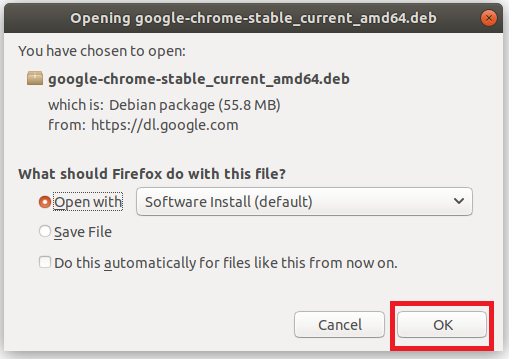 Opening google-chrome-stable_current_amd64.deb
You have chosen to open:
google-chrome-stable_current_amd64.deb
which is: Debian package (55.8 MB)
from: https://dl.google.com
What should Firefox do with this file?
Open with Software Install (default)
Save File
Do this automatically for files like this from now on.
Cancel OK